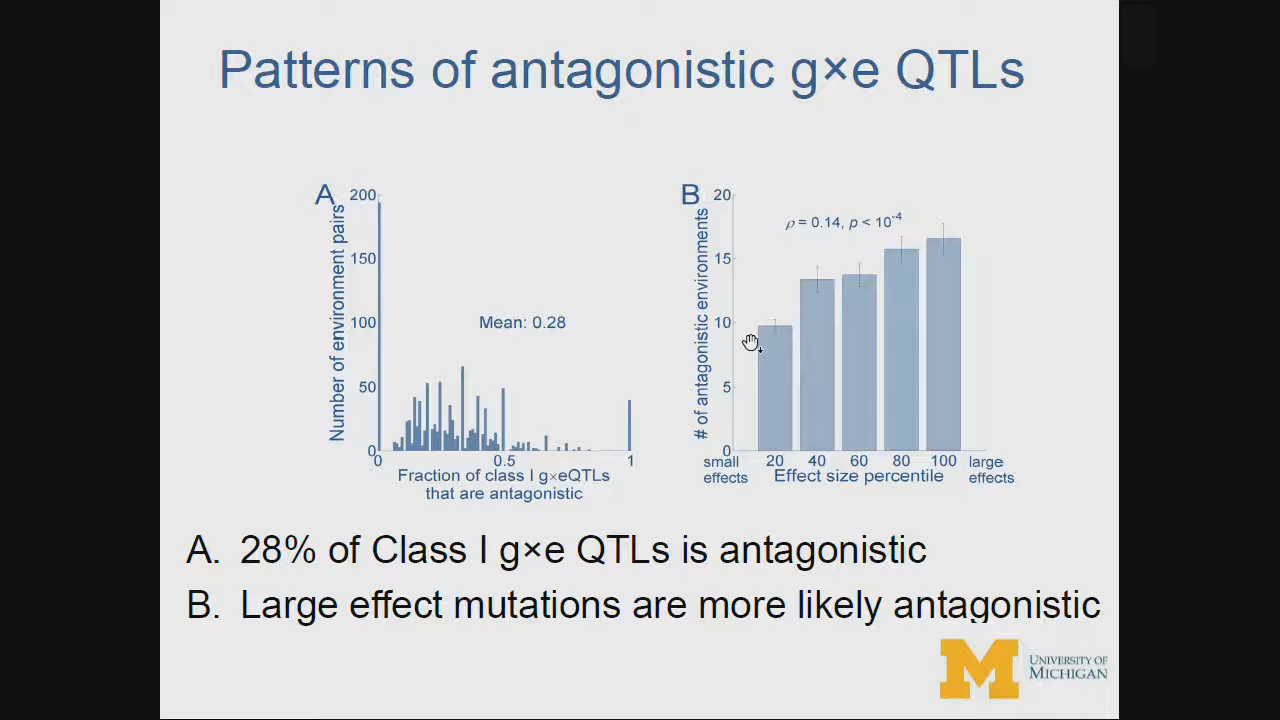 Patterns of antagonistic g×e QTLs
A
Number of environment pairs
200
150
100
50
0
Mean: 0.28
0
0.5
1
Fraction of class I g×eQTLs
that are antagonistic
B
# of antagonistic environments
20
15
10
5
0
ρ = 0.14, p < 10⁻⁴
small
effects
20
40
60
80
100
large
effects
Effect size percentile
A. 28% of Class I g×e QTLs is antagonistic
B. Large effect mutations are more likely antagonistic
M
UNIVERSITY OF
MICHIGAN